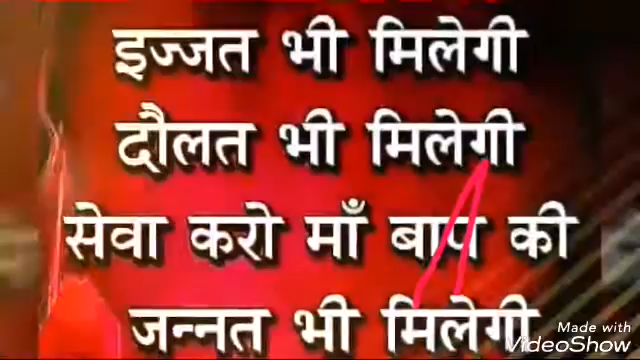 इज्जत भी मिलेगी
दौलत भी मिलेगी
सेवा करो माँ बाप की
जन्नत भी मिलेगी
Made with
VideoShow